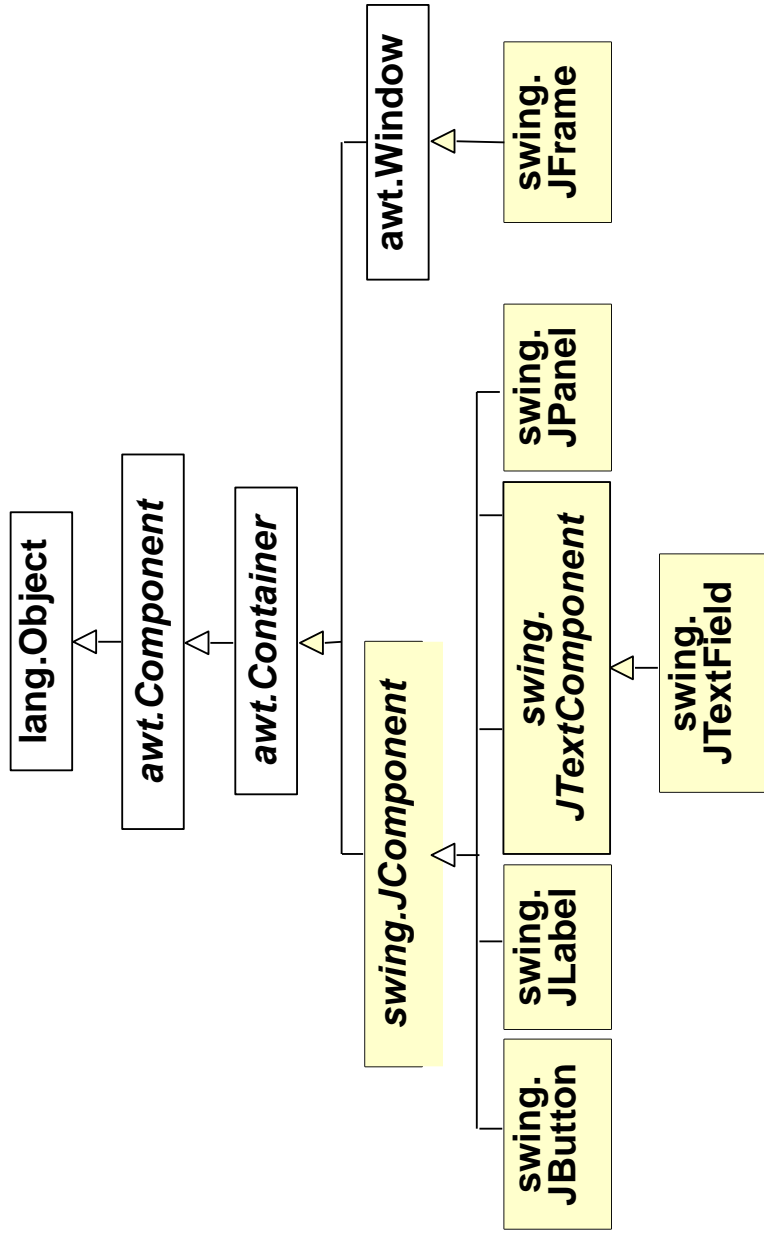 lang.Object
awt.Component
awt.Container
swing.JComponent
awt.Window
swing.
JButton
swing.
JLabel
swing.
JTextComponent
swing.
JPanel
swing.
JFrame
swing.
JTextField